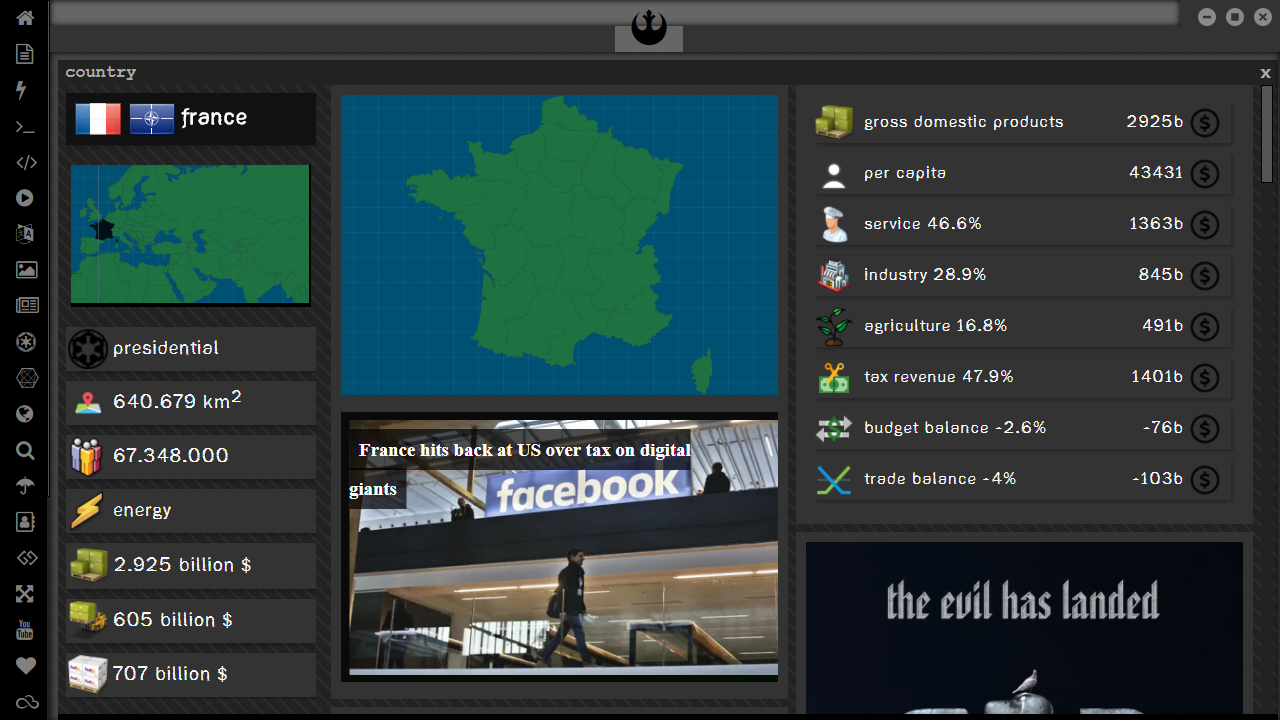 country
x
france
presidential
640.679 km²
67.348.000
energy
2.925 billion $
605 billion $
707 billion $
France hits back at US over tax on digital
giants
facebook
gross domestic products 2925b $
per capita 43431 $
service 46.6% 1363b $
industry 28.9% 845b $
agriculture 16.8% 491b $
tax revenue 47.9% 1401b $
budget balance -2.6% -76b $
trade balance -4% -103b $
the evil has landed
You
Tube